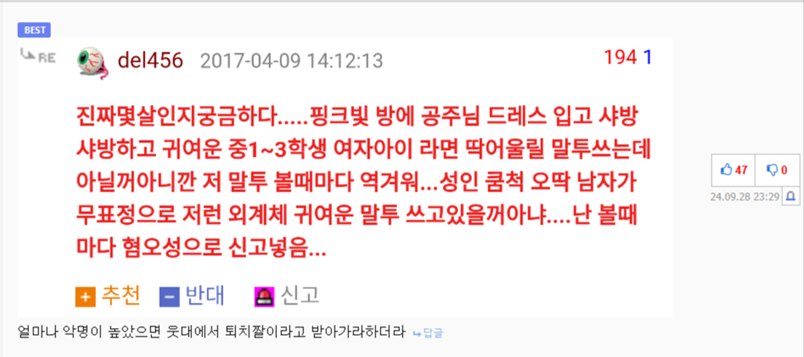 BEST
RE del456 2017-04-09 14:12:13 194 1
진짜몇살인지궁금하다.....핑크빛 방에 공주님 드레스 입고 샤방
샤방하고 귀여운 중1~3학생 여자아이 라면 딱어울릴 말투쓰는데
아닐꺼아니깐 저 말투 볼때마다 역겨워...성인 쿰척 오딱 남자가
무표정으로 저런 외계체 귀여운 말투 쓰고있을꺼아냐....난 볼때
마다 혐오성으로 신고넣음...
47 0
24.09.28 23:29
추천 반대 신고
얼마나 악명이 높았으면 웃대에서 퇴치짤이라고 받아가라하더라 답글